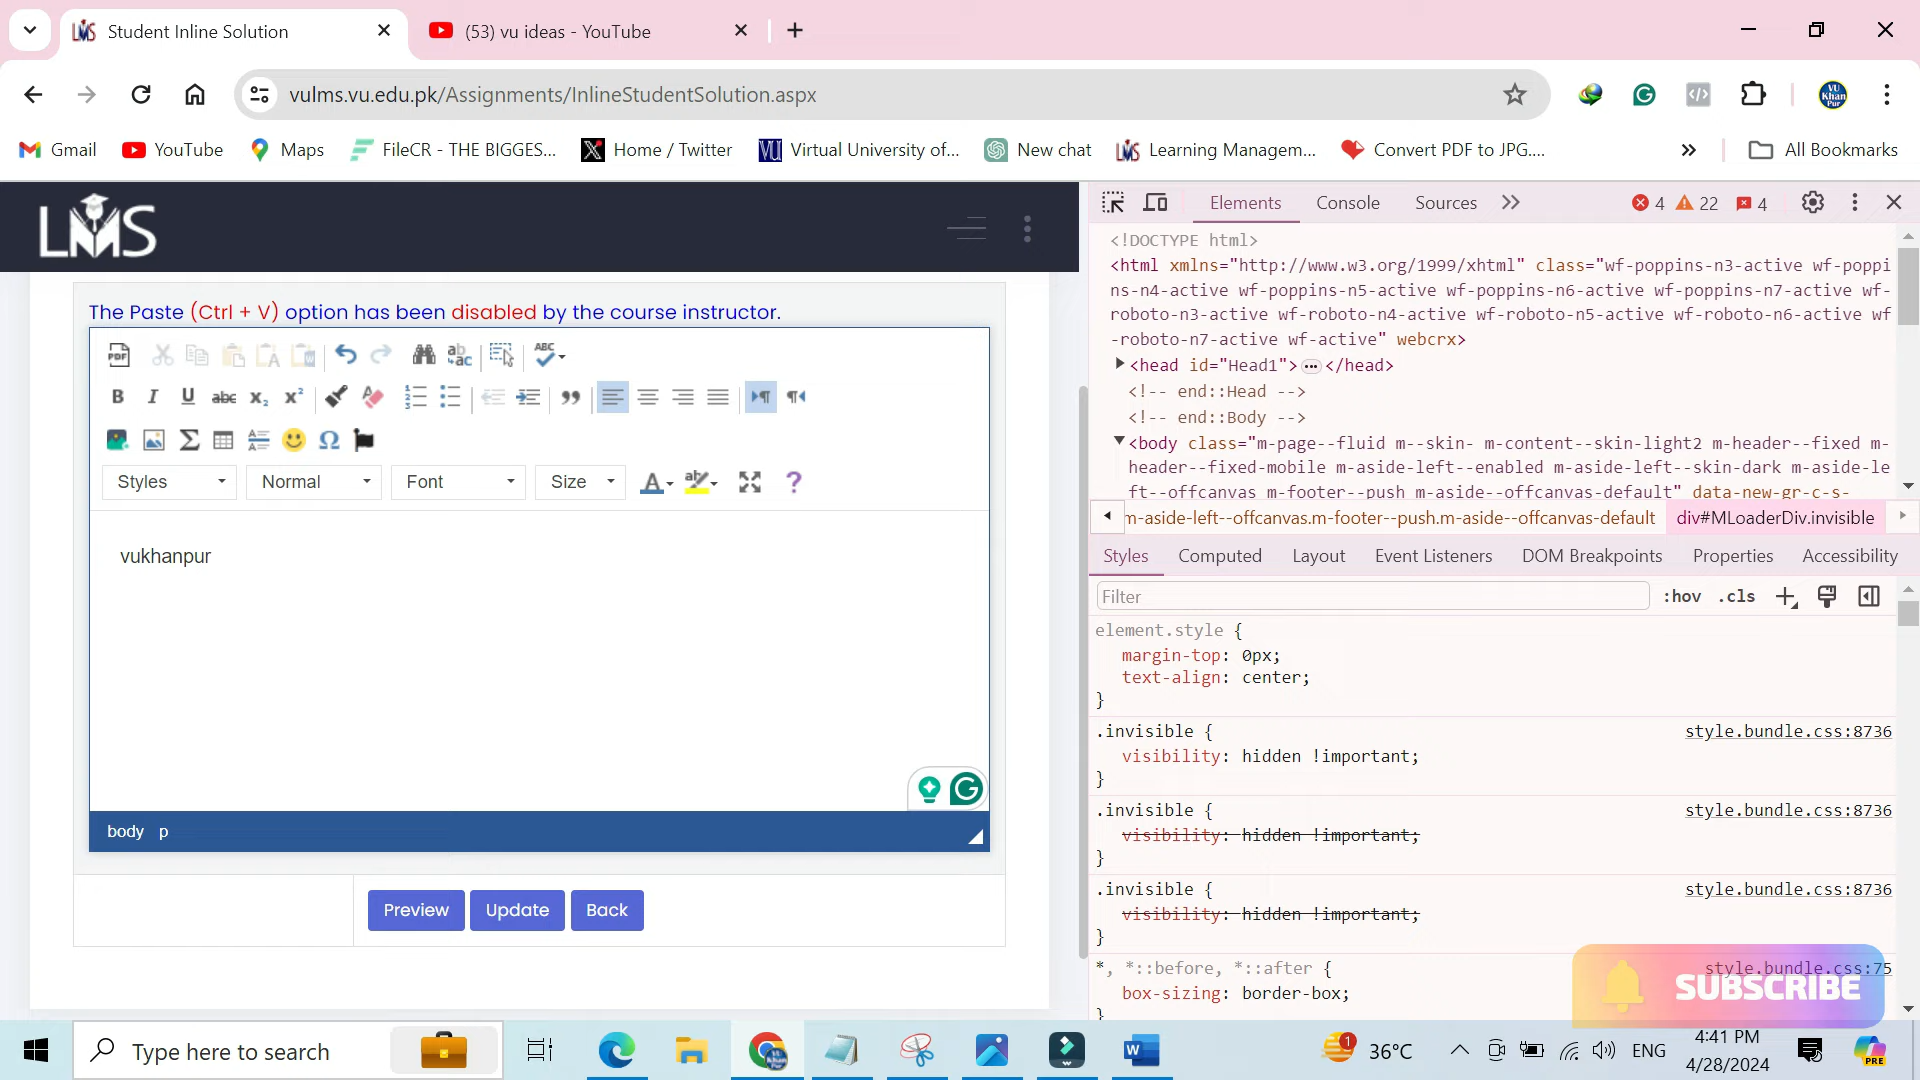 Student Inline Solution
(53) vu ideas - YouTube
vulms.vu.edu.pk/Assignments/InlineStudentSolution.aspx
VU Khan Pur
Gmail YouTube Maps FileCR - THE BIGGES... Home / Twitter VU Virtual University of... New chat LMS Learning Managem... Convert PDF to JPG.... » All Bookmarks
LMS
The Paste (Ctrl + V) option has been disabled by the course instructor.
PDF ABC
B I U abc x₂ x²
Styles Normal Font Size A ?
vukhanpur
body p
Preview Update Back
Elements Console Sources 4 22 4
<!DOCTYPE html>
<html xmlns="http://www.w3.org/1999/xhtml" class="wf-poppins-n3-active wf-poppi
ns-n4-active wf-poppins-n5-active wf-poppins-n6-active wf-poppins-n7-active wf-
roboto-n3-active wf-roboto-n4-active wf-roboto-n5-active wf-roboto-n6-active wf
-roboto-n7-active wf-active" webcrx>
<head id="Head1"> ... </head>
<!-- end::Head -->
<!-- end::Body -->
<body class="m-page--fluid m--skin- m-content--skin-light2 m-header--fixed m-
header--fixed-mobile m-aside-left--enabled m-aside-left--skin-dark m-aside-le
ft--offcanvas m-footer--push m-aside--offcanvas-default" data-new-gr-c-s-
m-aside-left--offcanvas.m-footer--push.m-aside--offcanvas-default div#MLoaderDiv.invisible
Styles Computed Layout Event Listeners DOM Breakpoints Properties Accessibility
Filter :hov .cls
element.style {
margin-top: 0px;
text-align: center;
}
.invisible { style.bundle.css:8736
visibility: hidden !important;
}
.invisible { style.bundle.css:8736
visibility: hidden !important;
}
.invisible { style.bundle.css:8736
visibility: hidden !important;
}
*, *::before, *::after { style.bundle.css:75
box-sizing: border-box;
}
SUBSCRIBE
Type here to search
1 36°C ENG 4:41 PM
4/28/2024
PRE